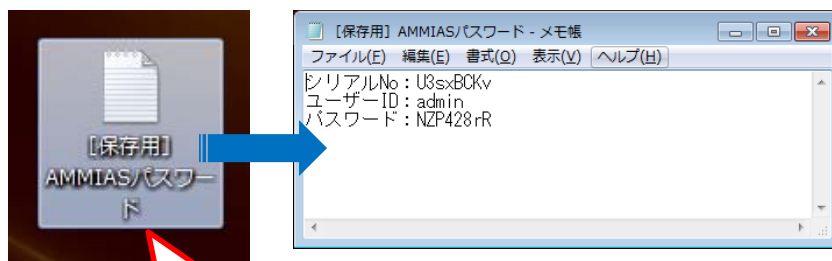 [保存用]
AMMIASパスワー
ド
[保存用] AMMIASパスワード - メモ帳
ファイル(F) 編集(E) 書式(O) 表示(V) ヘルプ(H)
シリアルNo:U3sxBCKv
ユーザーID:admin
パスワード:NZP428rR